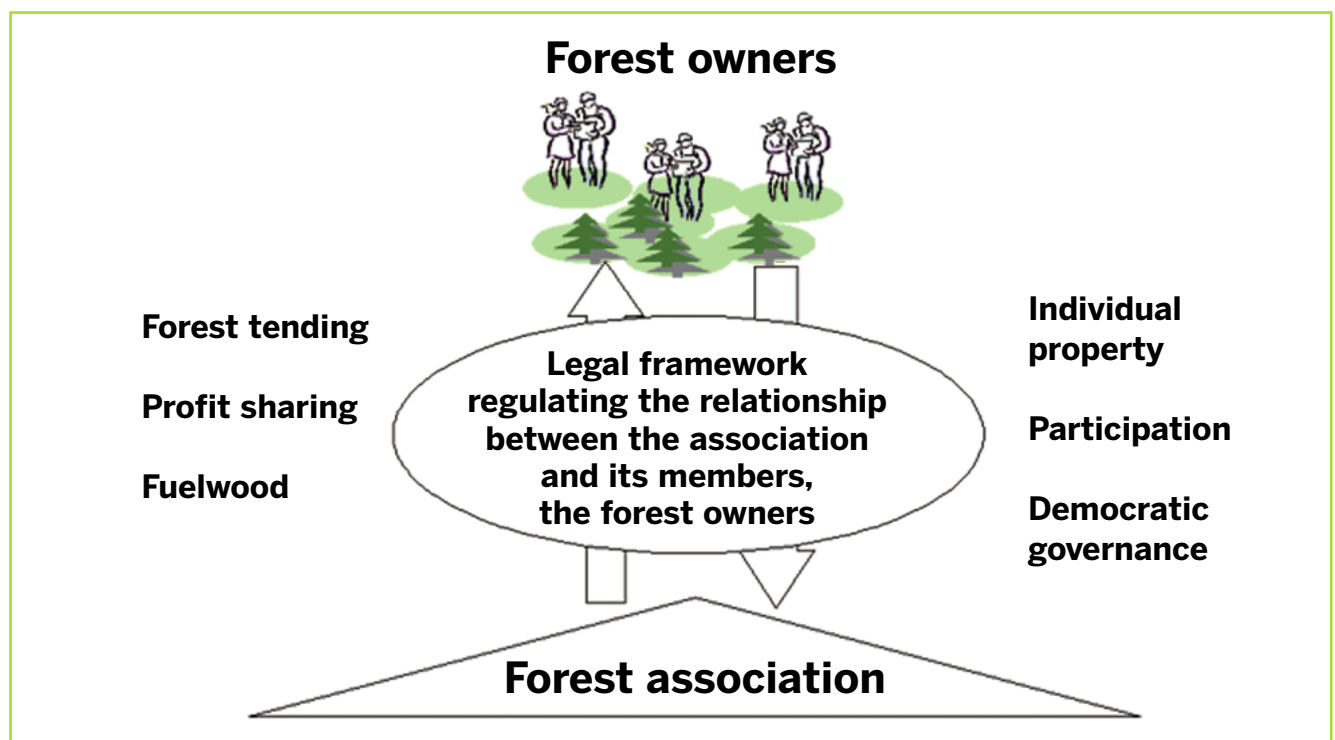 Forest owners
Forest tending
Profit sharing
Fuelwood
Legal framework
regulating the relationship
between the association
and its members,
the forest owners
Individual
property
Participation
Democratic
governance
Forest association